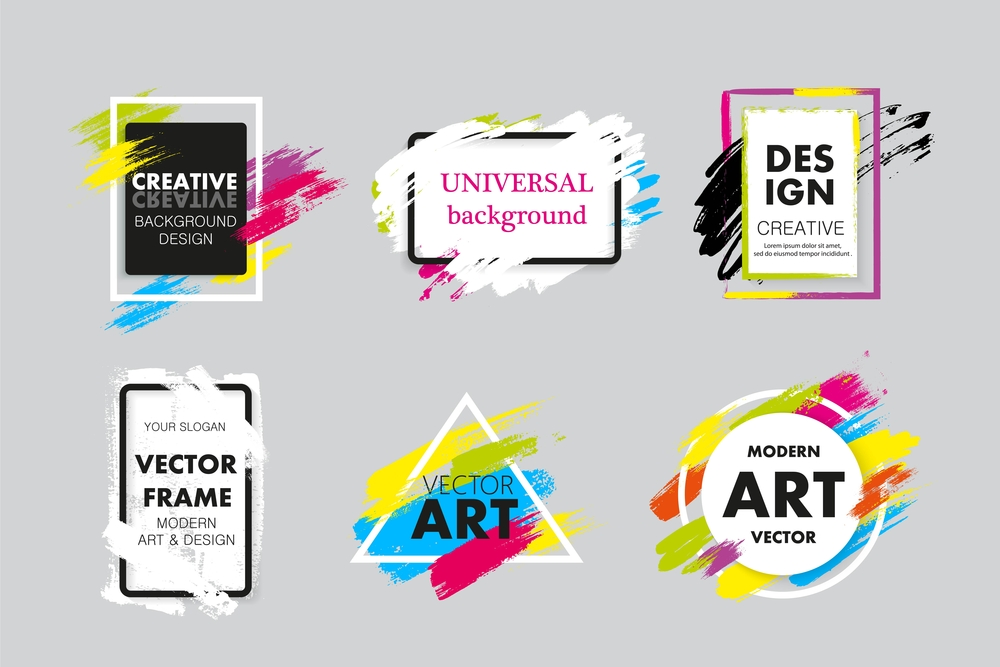 CREATIVE
CREATIVE
BACKGROUND
DESIGN
UNIVERSAL
background
DES
IGN
CREATIVE
Lorem ipsum dolor sit amet,
sed do eiusmod tempor incididunt .
YOUR SLOGAN
VECTOR
FRAME
MODERN
ART & DESIGN
VECTOR
ART
MODERN
ART
VECTOR